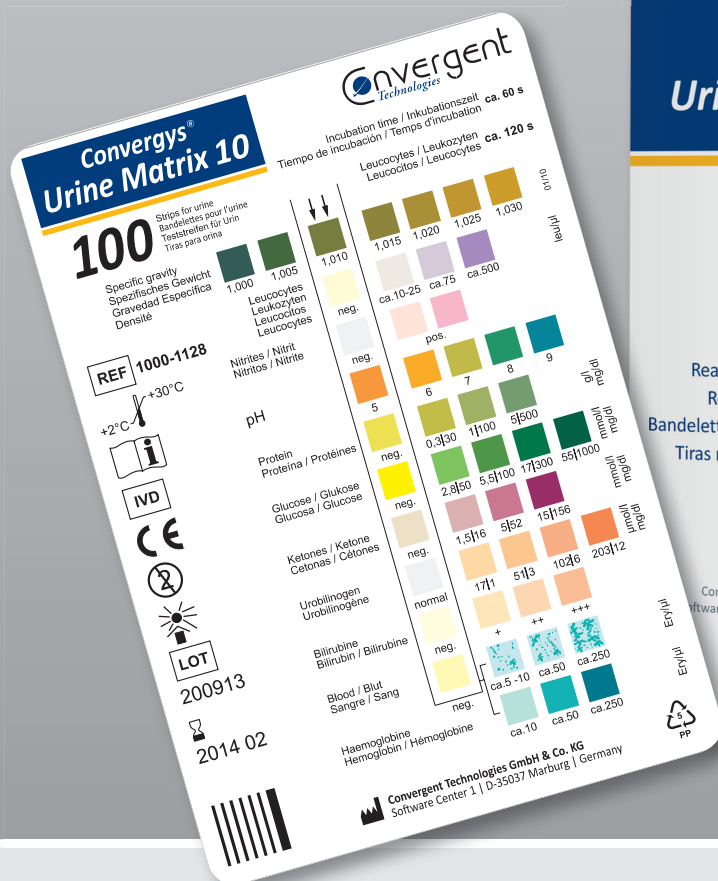 Convergent
Technologies
Convergys®
Urine Matrix 10
Incubation time / Inkubationszeit
Tiempo de incubación / Temps d'incubation
ca. 60 s
Leucocytes / Leukozyten
Leucocitos / Leucocytes
ca. 120 s
01/10
100
Strips for urine
Bandelettes pour l'urine
Teststreifen für Urin
Tiras para orina
Specific gravity
Spezifisches Gewicht
Gravedad Especifica
Densité
1,000 1,005 1,010 1,015 1,020 1,025 1,030
Leucocytes
Leukozyten
Leucocitos
Leucocytes
neg. ca.10-25 ca.75 ca.500
leu/µl
REF 1000-1128
Nitrites / Nitrit
Nitritos / Nitrite
neg. pos.
+2°C +30°C
pH
5 6 7 8 9
i
Protein
Proteína / Protéines
neg. 0,3|30 1|100 5|500
g/l mg/dl
IVD
Glucose / Glukose
Glucosa / Glucose
neg. 2,8|50 5,5|100 17|300 55|1000
mmol/l mg/dl
CE
2
Ketones / Ketone
Cetonas / Cétones
neg. 1,5|16 5|52 15|156
mmol/l mg/dl
Urobilinogen
Urobilinogène
normal 17|1 51|3 102|6 203|12
µmol/l mg/dl
LOT
200913
Bilirubine
Bilirubin / Bilirubine
neg. + ++ +++
2014 02
Blood / Blut
Sangre / Sang
neg. ca.5 -10 ca.50 ca.250
Ery/µl
Haemoglobine
Hemoglobin / Hémoglobine
ca.10 ca.50 ca.250
Ery/µl
5
PP
Convergent Technologies GmbH & Co. KG
Software Center 1 | D-35037 Marburg | Germany
Uri
Rea
R
Bandelett
Tiras r
Con
oftwar